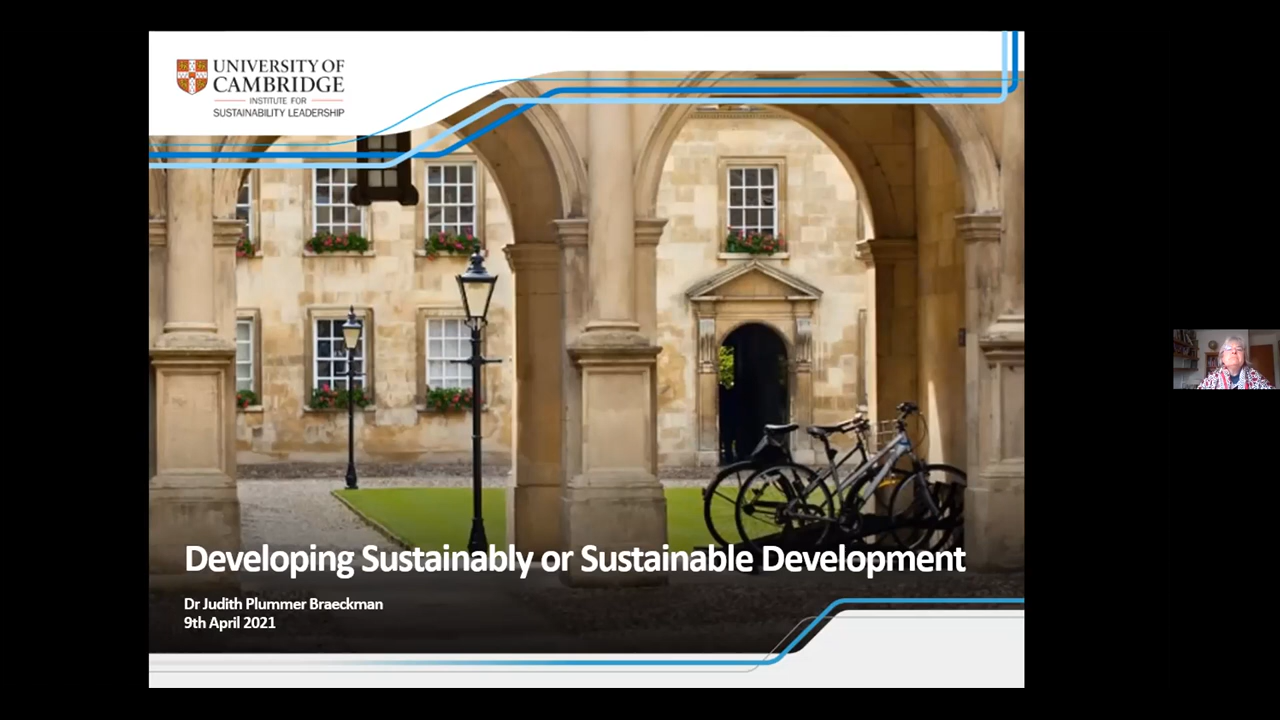 UNIVERSITY OF
CAMBRIDGE
INSTITUTE FOR
SUSTAINABILITY LEADERSHIP
Developing Sustainably or Sustainable Development
Dr Judith Plummer Braeckman
9th April 2021